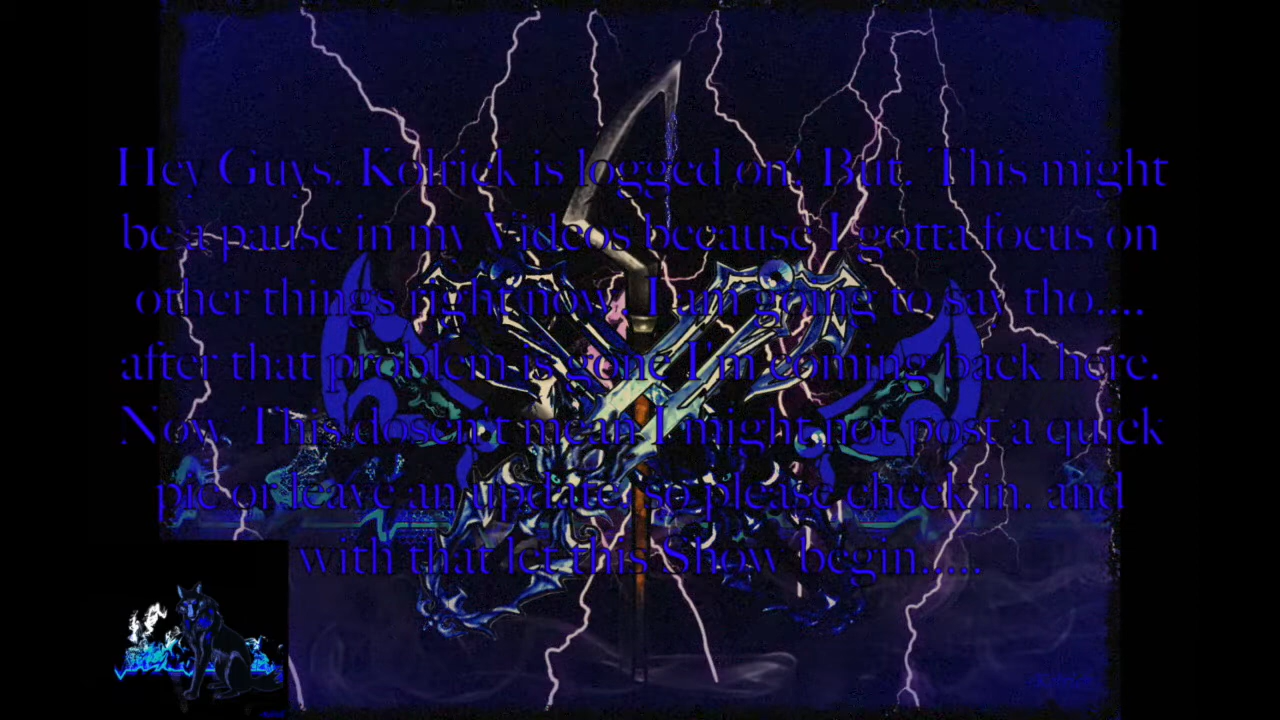 Hey Guys. Kolrick is logged on! But. This might
be a pause in my Videos because I gotta focus on
other things right now. I am going to say tho....
after that problem is gone I'm coming back here.
Now. This dosen't mean I might not post a quick
pic or leave an update. so please check in. and
with that let this Show begin.....